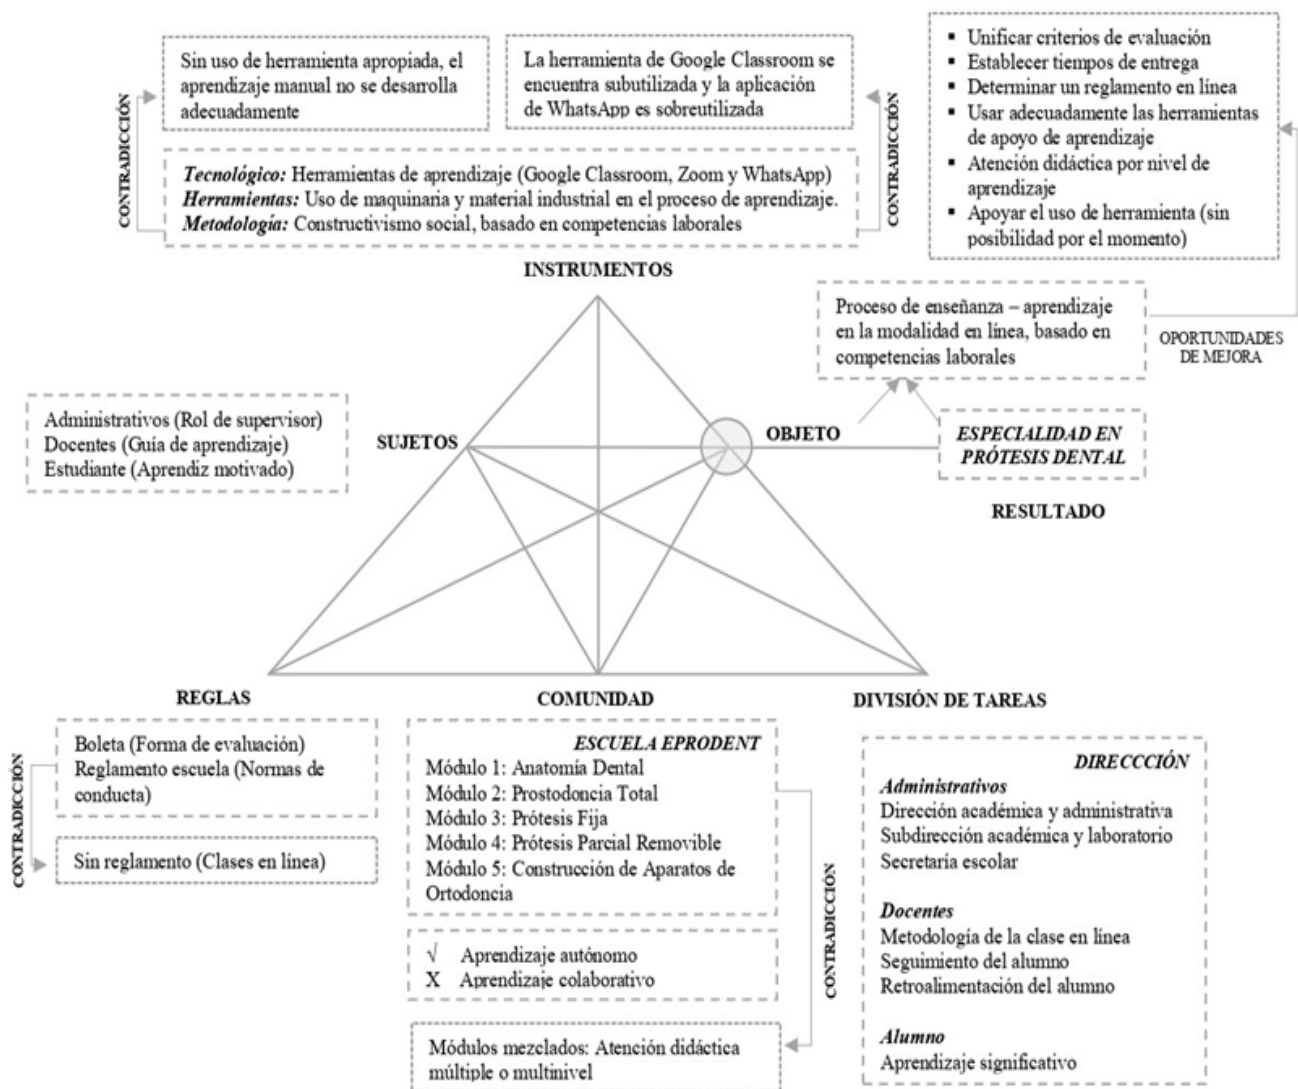 Sin uso de herramienta apropiada, el
aprendizaje manual no se desarrolla
adecuadamente
La herramienta de Google Classroom se
encuentra subutilizada y la aplicación
de WhatsApp es sobreutilizada
▪ Unificar criterios de evaluación
▪ Establecer tiempos de entrega
▪ Determinar un reglamento en línea
▪ Usar adecuadamente las herramientas
de apoyo de aprendizaje
▪ Atención didáctica por nivel de
aprendizaje
▪ Apoyar el uso de herramienta (sin
posibilidad por el momento)
CONTRADICCIÓN
CONTRADICCIÓN
Tecnológico: Herramientas de aprendizaje (Google Classroom, Zoom y WhatsApp)
Herramientas: Uso de maquinaria y material industrial en el proceso de aprendizaje.
Metodología: Constructivismo social, basado en competencias laborales
INSTRUMENTOS
Proceso de enseñanza – aprendizaje
en la modalidad en línea, basado en
competencias laborales
OPORTUNIDADES
DE MEJORA
Administrativos (Rol de supervisor)
Docentes (Guía de aprendizaje)
Estudiante (Aprendiz motivado)
SUJETOS
OBJETO
ESPECIALIDAD EN
PRÓTESIS DENTAL
RESULTADO
REGLAS
COMUNIDAD
DIVISIÓN DE TAREAS
Boleta (Forma de evaluación)
Reglamento escuela (Normas de
conducta)
CONTRADICCIÓN
Sin reglamento (Clases en línea)
ESCUELA EPRODENT
Módulo 1: Anatomía Dental
Módulo 2: Prostodoncia Total
Módulo 3: Prótesis Fija
Módulo 4: Prótesis Parcial Removible
Módulo 5: Construcción de Aparatos de
Ortodoncia
√ Aprendizaje autónomo
X Aprendizaje colaborativo
CONTRADICCIÓN
Módulos mezclados: Atención didáctica
múltiple o multinivel
DIRECCCIÓN
Administrativos
Dirección académica y administrativa
Subdirección académica y laboratorio
Secretaría escolar
Docentes
Metodología de la clase en línea
Seguimiento del alumno
Retroalimentación del alumno
Alumno
Aprendizaje significativo